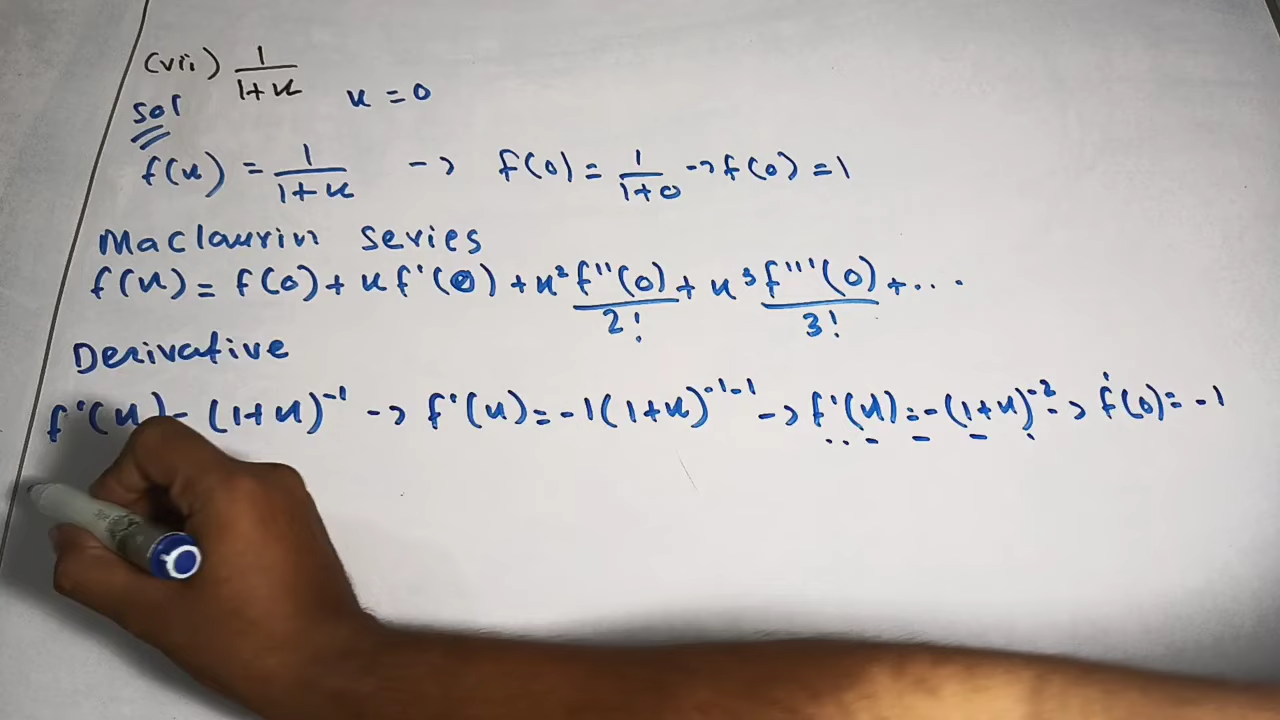 (vii) 1/(1+x) x = 0
Sol
f(x) = 1/(1+x) -> f(0) = 1/(1+0) -> f(0) = 1
Maclaurin series
f(x) = f(0) + x f'(0) + x² f''(0)/2! + x³ f'''(0)/3! + ...
Derivative
f'(x) = (1+x)⁻¹ -> f'(x) = -1(1+x)⁻¹⁻¹ -> f'(x) = -(1+x)⁻² -> f'(0) = -1